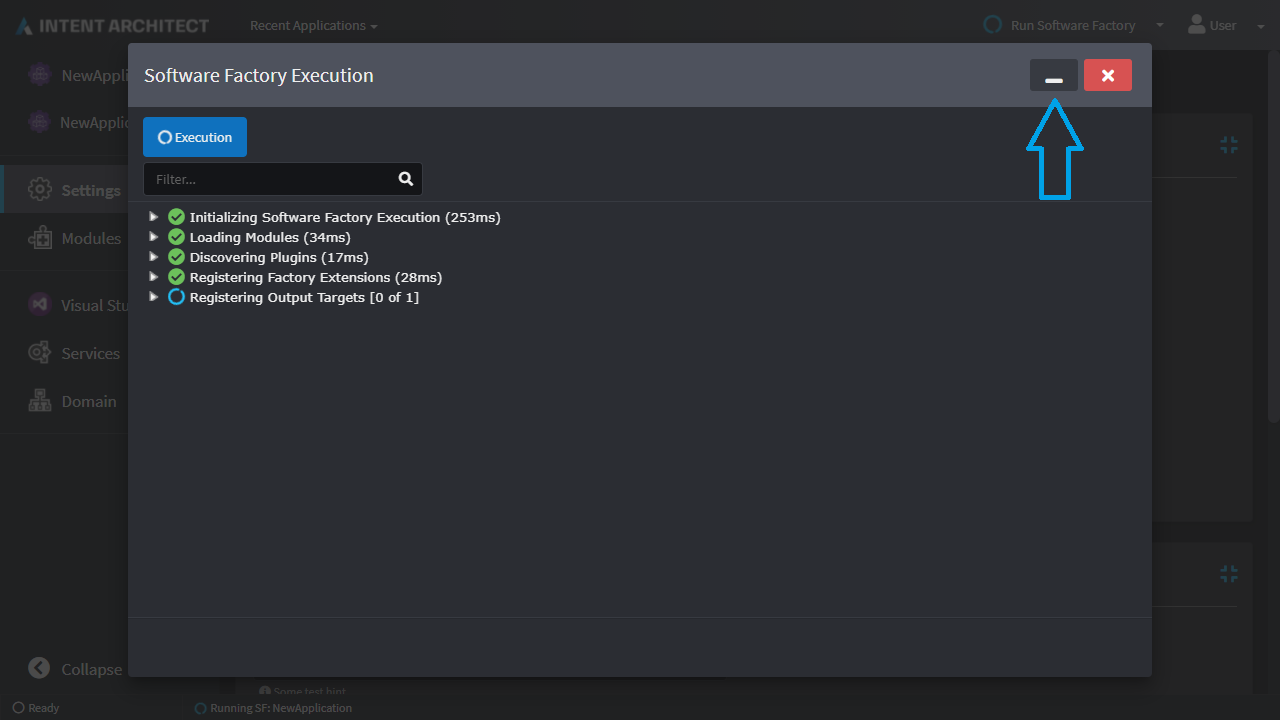 INTENT ARCHITECT
Recent Applications
Run Software Factory
User
Software Factory Execution
NewAppli
NewApplic
Settings
Modules
Visual Stu
Services
Domain
Collapse
Execution
Filter...
Initializing Software Factory Execution (253ms)
Loading Modules (34ms)
Discovering Plugins (17ms)
Registering Factory Extensions (28ms)
Registering Output Targets [0 of 1]
Some test hint
Ready
Running SF: NewApplication